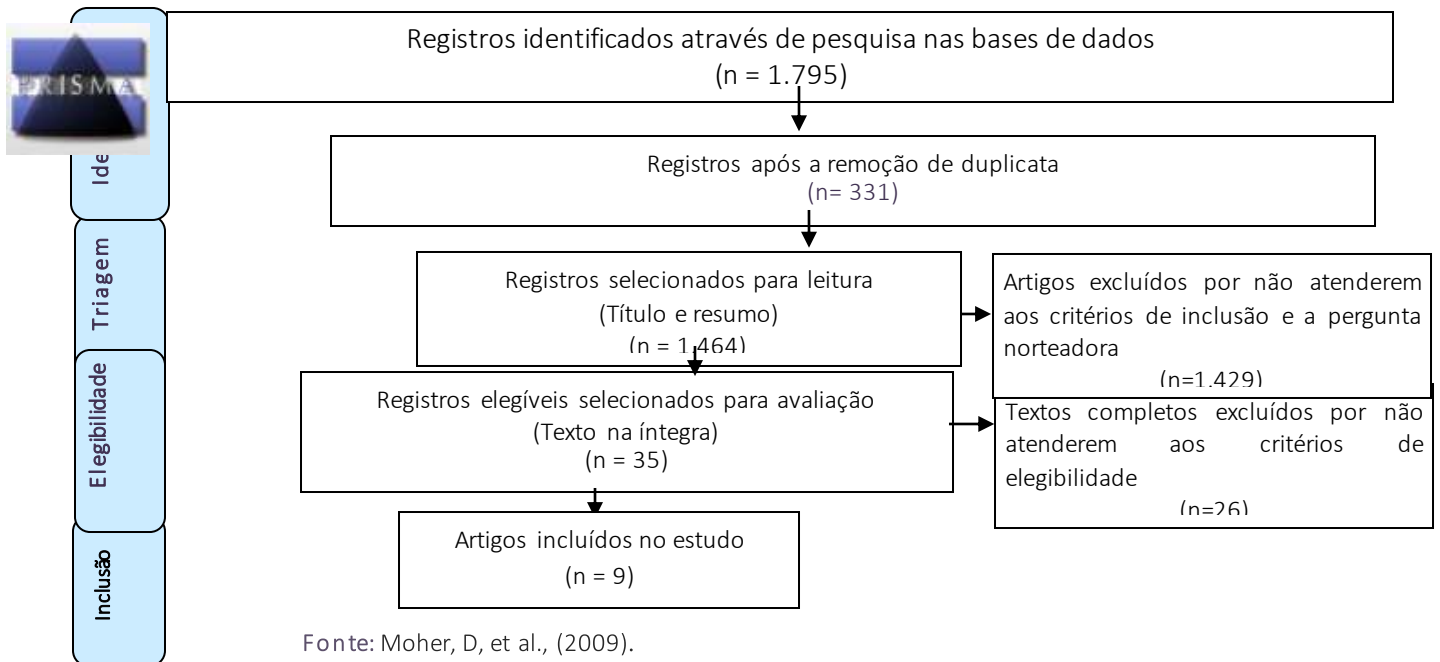 Registros identificados através de pesquisa nas bases de dados
(n = 1.795)
PRISMA
Registros após a remoção de duplicata
(n= 331)
Ide
Triagem
Registros selecionados para leitura
(Título e resumo)
(n = 1.464)
Artigos excluídos por não atenderem
aos critérios de inclusão e a pergunta
norteadora
(n=1.429)
Elegibilidade
Registros elegíveis selecionados para avaliação
(Texto na íntegra)
(n = 35)
Textos completos excluídos por não
atenderem aos critérios de
elegibilidade
(n=26)
Inclusão
Artigos incluídos no estudo
(n = 9)
Fonte: Moher, D, et al., (2009).